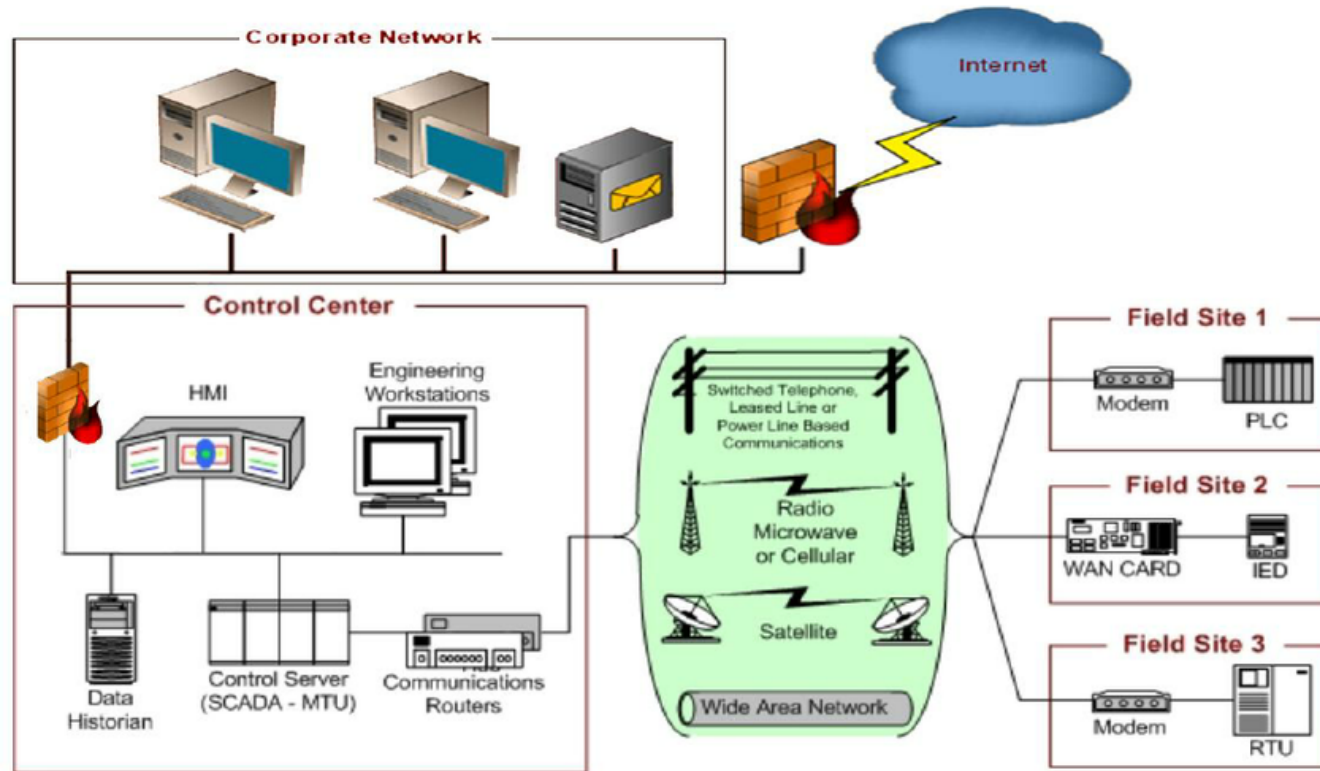 Corporate Network
Internet
Control Center
HMI
Engineering
Workstations
Data
Historian
Control Server
(SCADA - MTU)
Communications
Routers
Switched Telephone,
Leased Line or
Power Line Based
Communications
Radio
Microwave
or Cellular
Satellite
Wide Area Network
Field Site 1
Modem
PLC
Field Site 2
WAN CARD
IED
Field Site 3
Modem
RTU